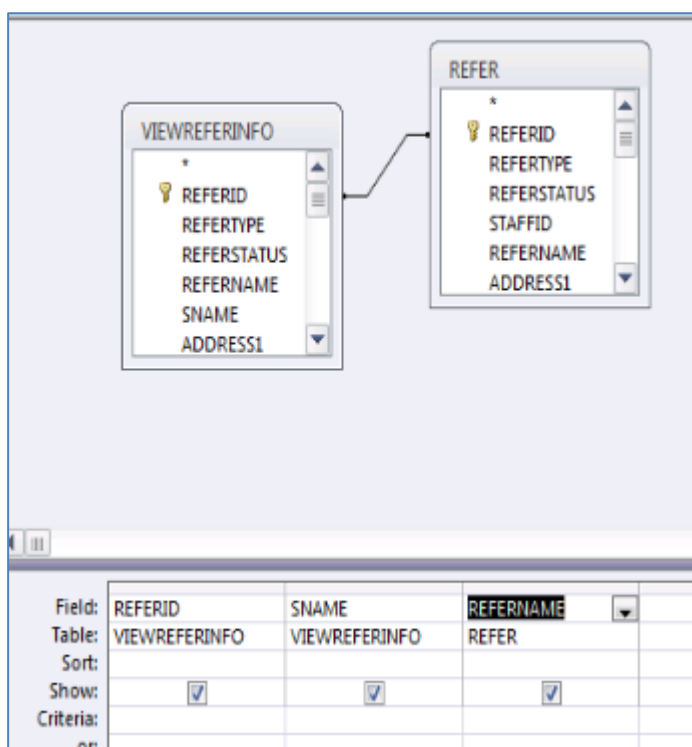 REFER
*
REFERID
REFERTYPE
REFERSTATUS
STAFFID
REFERNAME
ADDRESS1
VIEWREFERINFO
*
REFERID
REFERTYPE
REFERSTATUS
REFERNAME
SNAME
ADDRESS1
Field: REFERID SNAME REFERNAME
Table: VIEWREFERINFO VIEWREFERINFO REFER
Sort:
Show:
Criteria:
or: